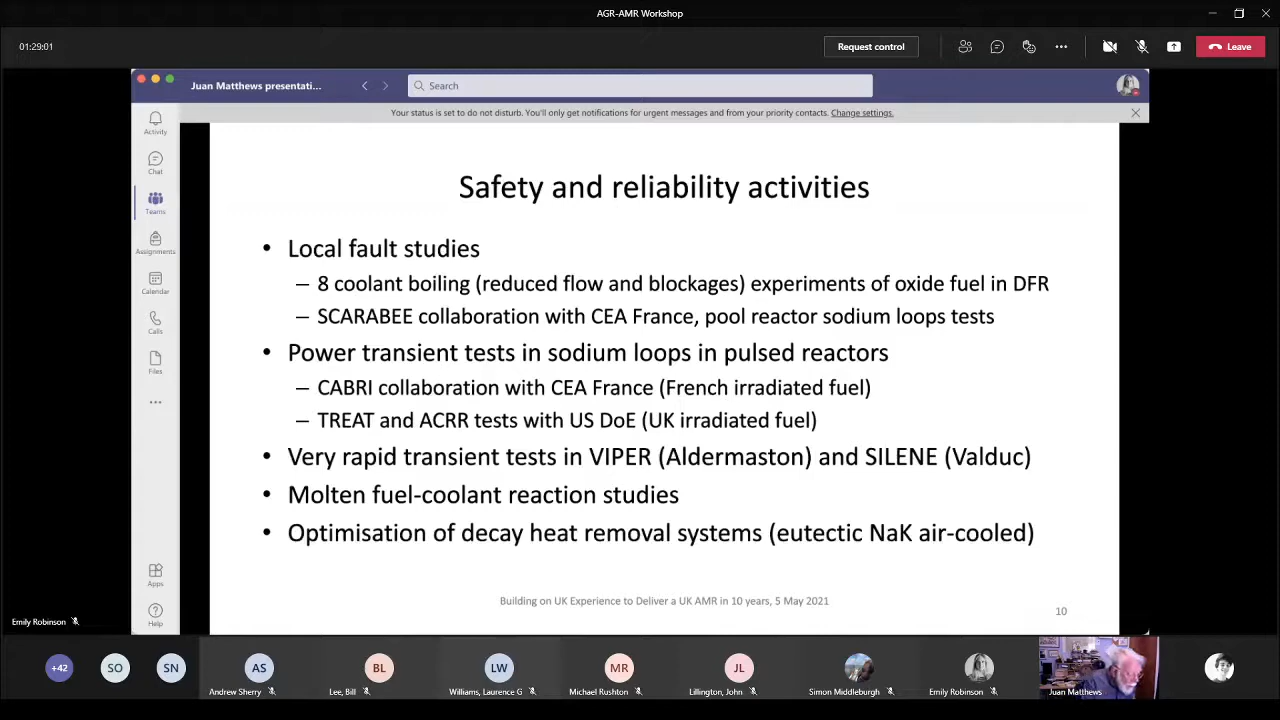 AGR-AMR Workshop
01:29:01
Request control
Leave
Juan Matthews presentati...
Search
Your status is set to do not disturb. You'll only get notifications for urgent messages and from your priority contacts. Change settings.
Activity
Chat
Teams
Assignments
Calendar
Calls
Files
Apps
Help
Safety and reliability activities
• Local fault studies
– 8 coolant boiling (reduced flow and blockages) experiments of oxide fuel in DFR
– SCARABEE collaboration with CEA France, pool reactor sodium loops tests
• Power transient tests in sodium loops in pulsed reactors
– CABRI collaboration with CEA France (French irradiated fuel)
– TREAT and ACRR tests with US DoE (UK irradiated fuel)
• Very rapid transient tests in VIPER (Aldermaston) and SILENE (Valduc)
• Molten fuel-coolant reaction studies
• Optimisation of decay heat removal systems (eutectic NaK air-cooled)
Building on UK Experience to Deliver a UK AMR in 10 years, 5 May 2021
10
Emily Robinson
+42
SO
SN
AS
BL
LW
MR
JL
Andrew Sherry
Lee, Bill
Williams, Laurence G
Michael Rushton
Lillington, John
Simon Middleburgh
Emily Robinson
Juan Matthews